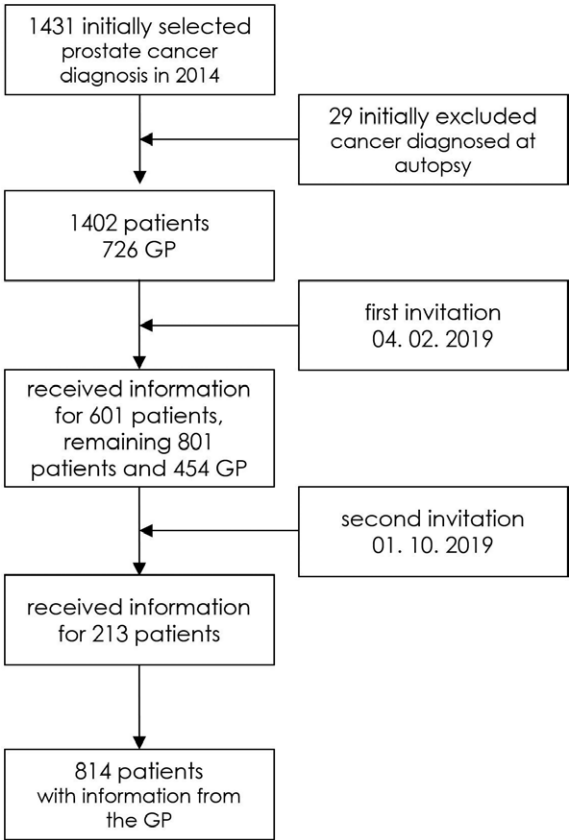 1431 initially selected
prostate cancer
diagnosis in 2014
29 initially excluded
cancer diagnosed at
autopsy
1402 patients
726 GP
first invitation
04. 02. 2019
received information
for 601 patients,
remaining 801
patients and 454 GP
second invitation
01. 10. 2019
received information
for 213 patients
814 patients
with information from
the GP